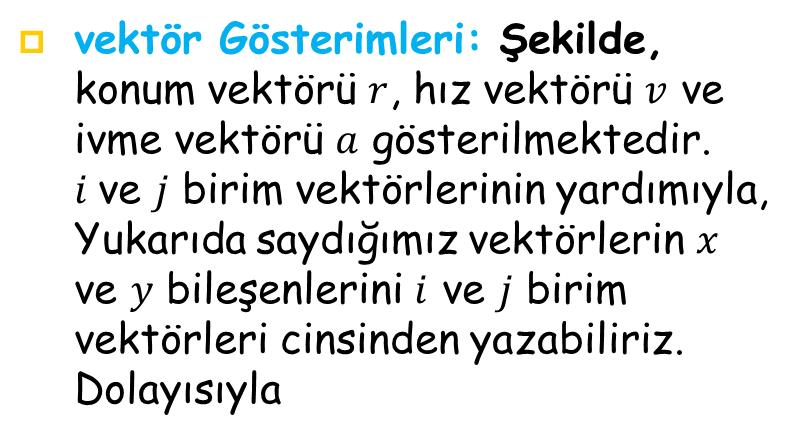 vektör Gösterimleri: Şekilde,
konum vektörü r, hız vektörü v ve
ivme vektörü a gösterilmektedir.
i ve j birim vektörlerinin yardımıyla,
Yukarıda saydığımız vektörlerin x
ve y bileşenlerini i ve j birim
vektörleri cinsinden yazabiliriz.
Dolayısıyla